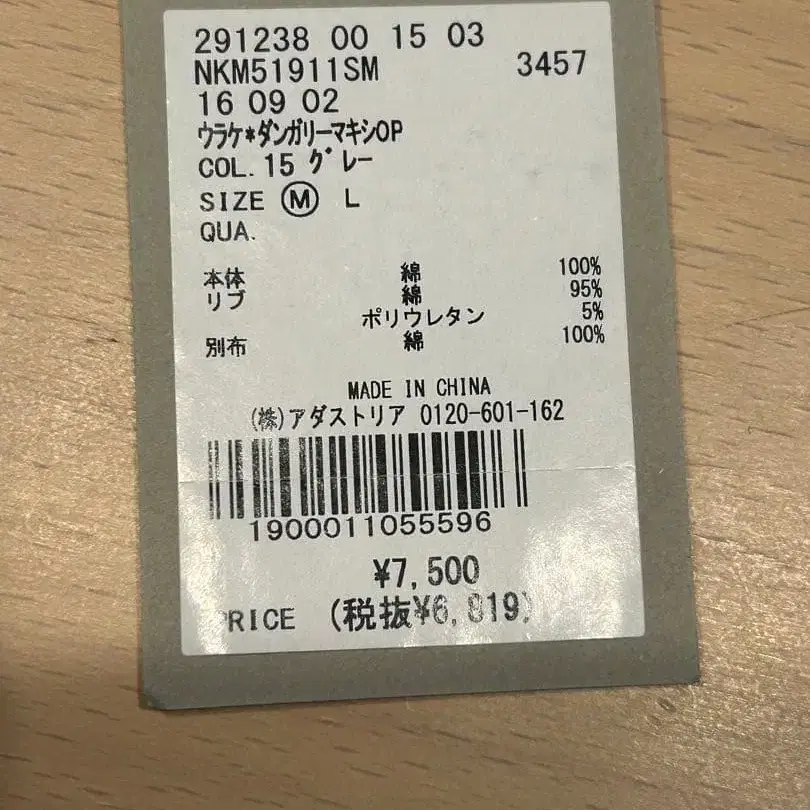 291238 00 15 03
NKM51911SM 3457
16 09 02
ウラケ*ダンガリーマキシOP
COL. 15 グレー
SIZE Ⓜ L
QUA.
本体 綿 100%
リブ 綿 95%
ポリウレタン 5%
別布 綿 100%
MADE IN CHINA
(株)アダストリア 0120-601-162
1900011055596
¥7,500
PRICE (税抜¥6,819)